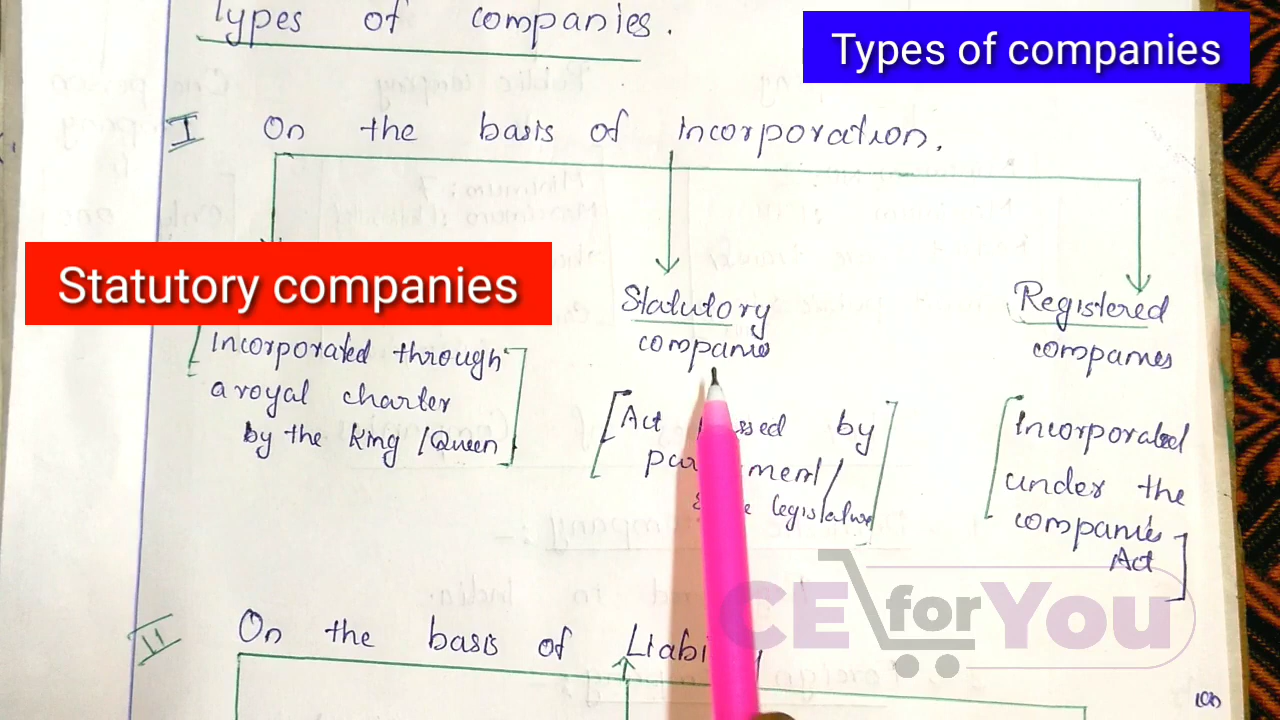 Types of companies.
Types of companies
I On the basis of Incorporation.
Statutory companies
Incorporated through
a royal charter
by the King / Queen
Statutory
companies
Act by
legislature
Registered
companies
Incorporated
under the
companies
Act
II On the basis of
CE for You